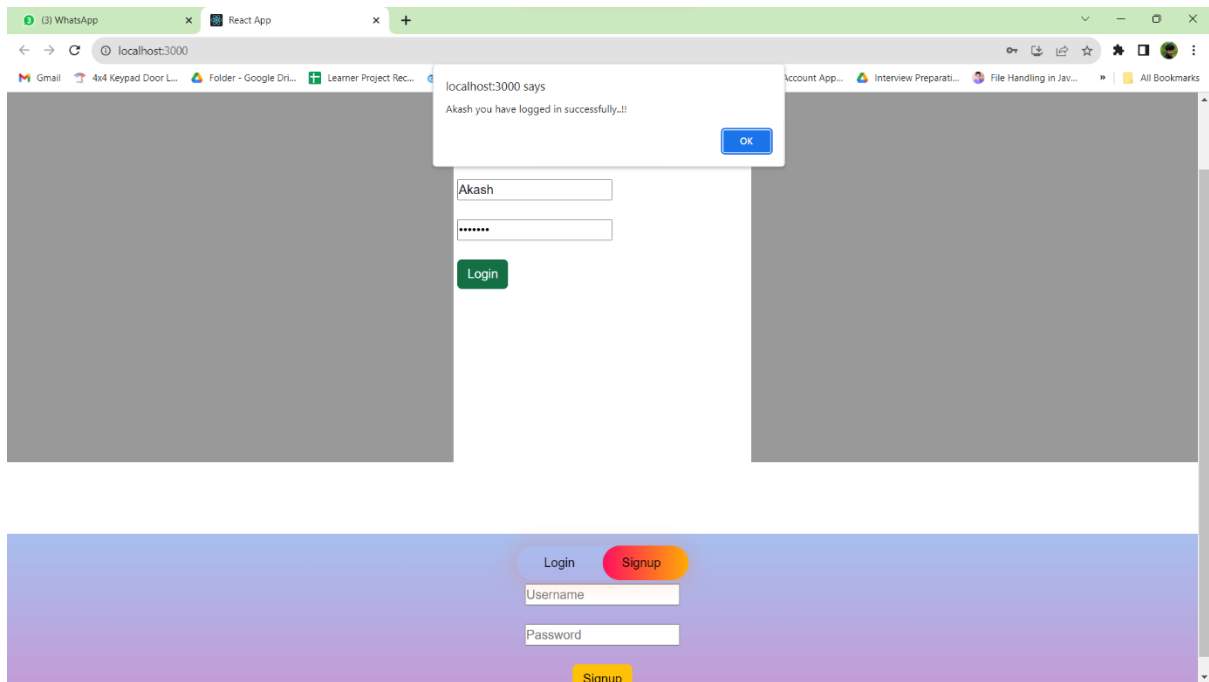 (3) WhatsApp
React App
localhost:3000
Gmail
4x4 Keypad Door L...
Folder - Google Dri...
Learner Project Rec...
Account App...
Interview Preparati...
File Handling in Jav...
»
All Bookmarks
localhost:3000 says
Akash you have logged in successfully..!!
OK
Akash
•••••••
Login
Login Signup
Username
Password
Signup